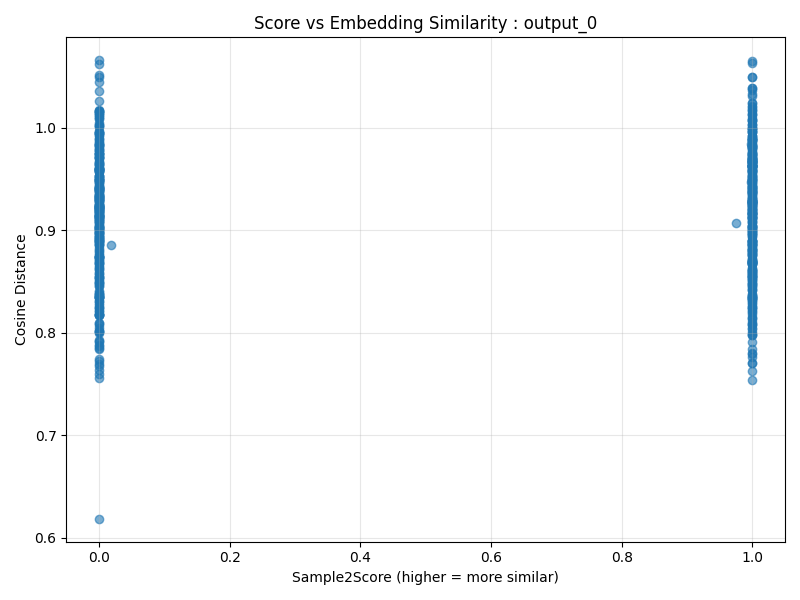 Score vs Embedding Similarity : output_0
Cosine Distance
1.0
0.9
0.8
0.7
0.6
0.0 0.2 0.4 0.6 0.8 1.0
Sample2Score (higher = more similar)